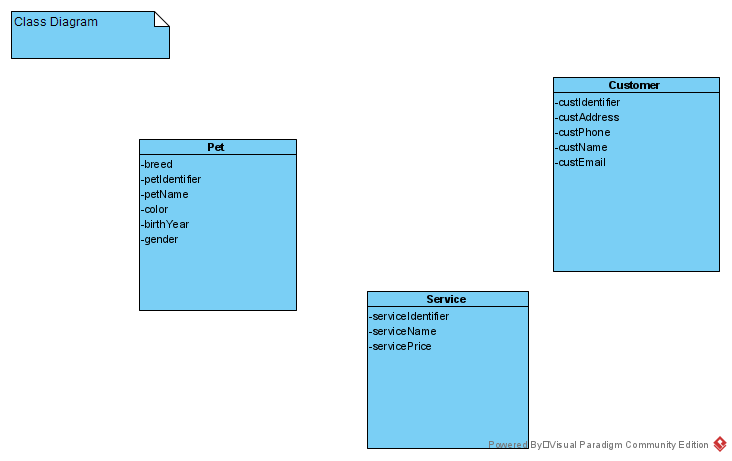 Class Diagram
Customer
-custIdentifier
-custAddress
-custPhone
-custName
-custEmail
Pet
-breed
-petIdentifier
-petName
-color
-birthYear
-gender
Service
-serviceIdentifier
-serviceName
-servicePrice
Powered By Visual Paradigm Community Edition